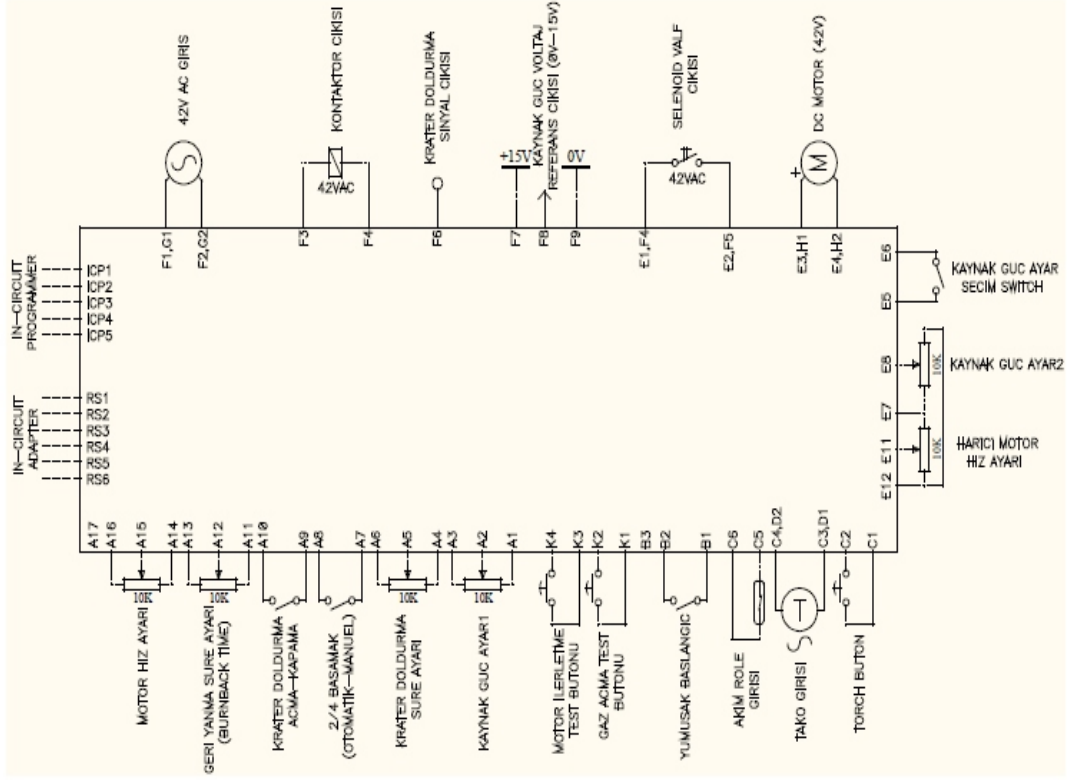 42V AC GIRIS
KONTAKTOR CIKISI
42VAC
KRATER DOLDURMA
SINYAL CIKISI
+15V
KAYNAK GUC VOLTAJ
REFERANS CIKISI (0V–15V)
0V
SELENOID VALF
CIKISI
42VAC
DC MOTOR (42V)
+
M
F1,G1
F2,G2
F3
F4
F6
F7
F8
F9
E1,F4
E2,F5
E3,H1
E4,H2
IN–CIRCUIT
PROGRAMMER
ICP1
ICP2
ICP3
ICP4
ICP5
IN–CIRCUIT
ADAPTER
RS1
RS2
RS3
RS4
RS5
RS6
E6
E5
KAYNAK GUC AYAR
SECIM SWITCH
E8
10K
KAYNAK GUC AYAR2
E7
E11
10K
HARICI MOTOR
HIZ AYARI
E12
A17
A16
A15
A14
A13
A12
A11
A10
A9
A8
A7
A6
A5
A4
A3
A2
A1
K4
K3
K2
K1
B3
B2
B1
C6
C5
C4,D2
C3,D1
C2
C1
10K
10K
10K
10K
T
MOTOR HIZ AYARI
GERI YANMA SURE AYARI
(BURNBACK TIME)
KRATER DOLDURMA
ACMA–KAPAMA
2/4 BASAMAK
(OTOMATIK–MANUEL)
KRATER DOLDURMA
SURE AYARI
KAYNAK GUC AYAR1
MOTOR İLERLETME
TEST BUTONU
GAZ ACMA TEST
BUTONU
YUMUSAK BASLANGIC
AKIM ROLE
GIRISI
TAKO GIRISI
TORCH BUTON